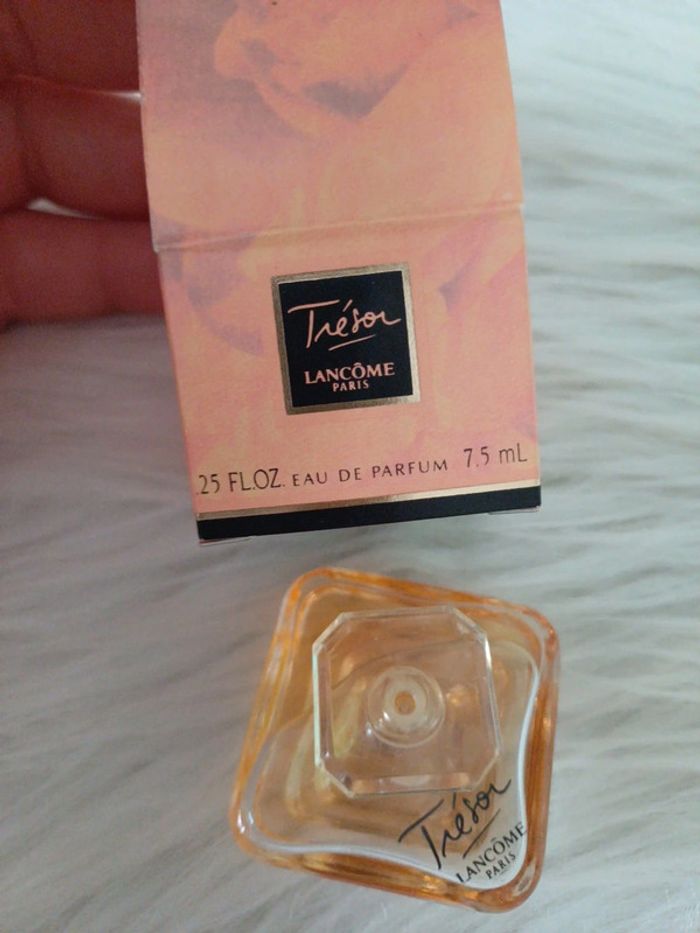 Trésor
LANCÔME
PARIS
.25 FL.OZ. EAU DE PARFUM 7.5 mL
Trésor
LANCÔME
PARIS